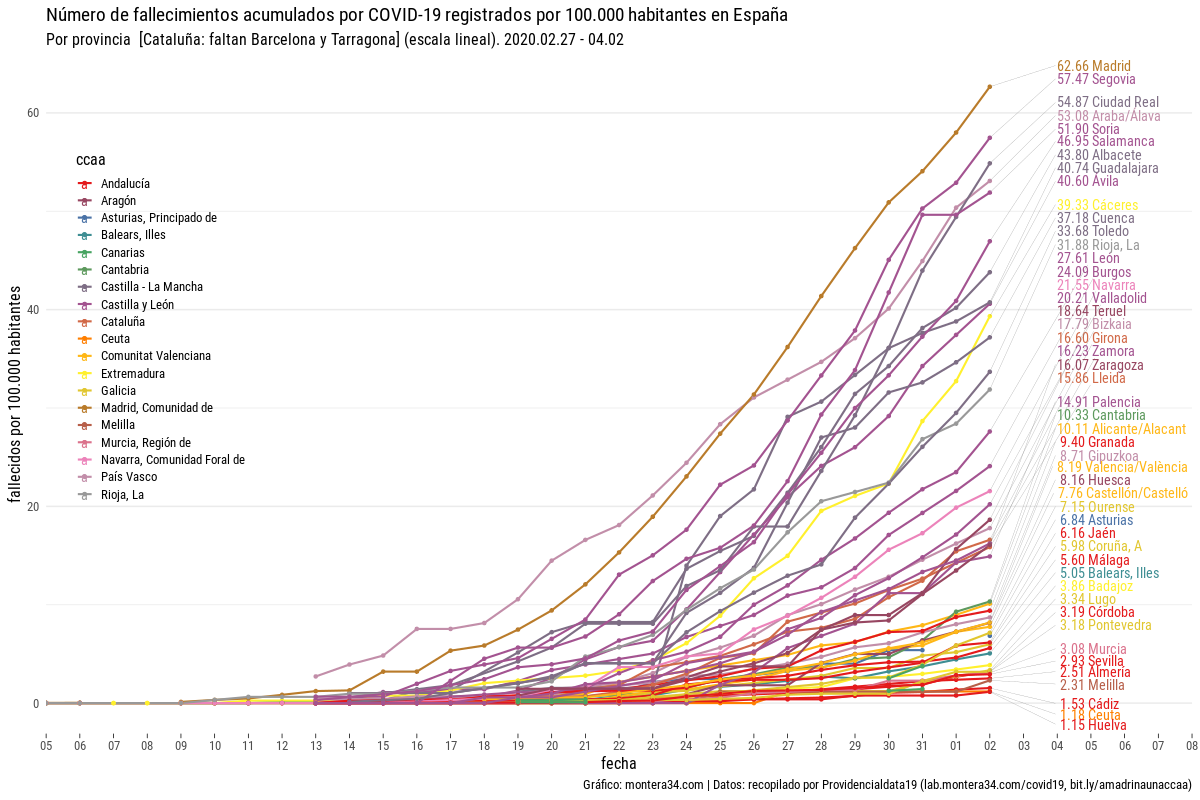 Número de fallecimientos acumulados por COVID-19 registrados por 100.000 habitantes en España
Por provincia [Cataluña: faltan Barcelona y Tarragona] (escala lineal). 2020.02.27 - 04.02
fallecidos por 100.000 habitantes
60
40
20
0
ccaa
Andalucía
Aragón
Asturias, Principado de
Balears, Illes
Canarias
Cantabria
Castilla - La Mancha
Castilla y León
Cataluña
Ceuta
Comunitat Valenciana
Extremadura
Galicia
Madrid, Comunidad de
Melilla
Murcia, Región de
Navarra, Comunidad Foral de
País Vasco
Rioja, La
62.66 Madrid
57.47 Segovia
54.87 Ciudad Real
53.08 Araba/Álava
51.90 Soria
46.95 Salamanca
43.80 Albacete
40.74 Guadalajara
40.60 Ávila
39.33 Cáceres
37.18 Cuenca
33.68 Toledo
31.88 Rioja, La
27.61 León
24.09 Burgos
21.55 Navarra
20.21 Valladolid
18.64 Teruel
17.79 Bizkaia
16.60 Girona
16.23 Zamora
16.07 Zaragoza
15.86 Lleida
14.91 Palencia
10.33 Cantabria
10.11 Alicante/Alacant
9.40 Granada
8.71 Gipuzkoa
8.19 Valencia/València
8.16 Huesca
7.76 Castellón/Castelló
7.15 Ourense
6.84 Asturias
6.16 Jaén
5.98 Coruña, A
5.60 Málaga
5.05 Balears, Illes
3.86 Badajoz
3.34 Lugo
3.19 Córdoba
3.18 Pontevedra
3.08 Murcia
2.93 Sevilla
2.51 Almería
2.31 Melilla
1.53 Cádiz
1.18 Ceuta
1.15 Huelva
05 06 07 08 09 10 11 12 13 14 15 16 17 18 19 20 21 22 23 24 25 26 27 28 29 30 31 01 02 03 04 05 06 07 08
fecha
Gráfico: montera34.com | Datos: recopilado por Providencialdata19 (lab.montera34.com/covid19, bit.ly/amadrinaunaccaa)